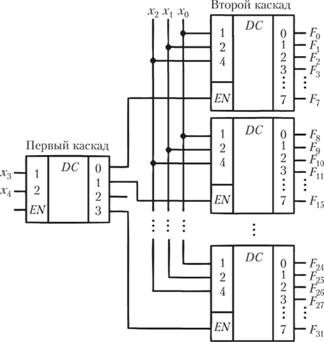 x₂ x₁ x₀ Второй каскад
1 DC 0 F₀
2 1 F₁
4 2 F₂
3 F₃
⋮ ⋮
EN 7 F₇
Первый каскад
x₃ 1 DC 0
x₄ 2 1
2
EN 3
1 DC 0 F₈
2 1 F₉
4 2 F₁₀
3 F₁₁
⋮ ⋮
EN 7 F₁₅
⋮ ⋮ ⋮ ⋮
1 DC 0 F₂₄
2 1 F₂₅
4 2 F₂₆
3 F₂₇
⋮ ⋮
EN 7 F₃₁